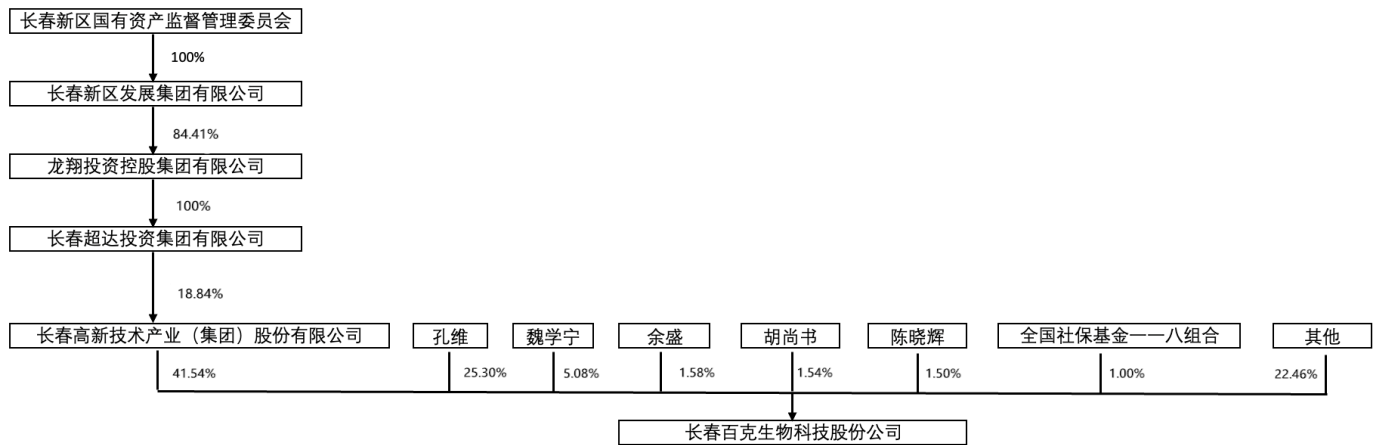 长春新区国有资产监督管理委员会
100%
长春新区发展集团有限公司
84.41%
龙翔投资控股集团有限公司
100%
长春超达投资集团有限公司
18.84%
长春高新技术产业（集团）股份有限公司
孔维
魏学宁
余盛
胡尚书
陈晓辉
全国社保基金一一八组合
其他
41.54%
25.30%
5.08%
1.58%
1.54%
1.50%
1.00%
22.46%
长春百克生物科技股份公司